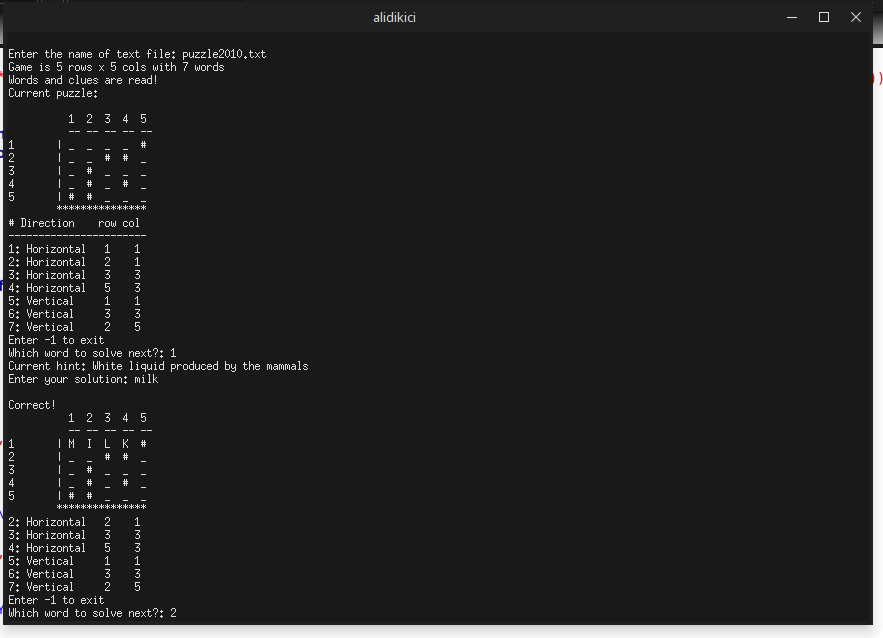 alidikici
Enter the name of text file: puzzle2010.txt
Game is 5 rows x 5 cols with 7 words
Words and clues are read!
Current puzzle:
1 2 3 4 5
-- -- -- -- --
1 | _ _ _ _ #
2 | _ _ # # _
3 | _ # _ _ _
4 | _ # _ # _
5 | # # _ _ _
***************
# Direction row col
-----------------------
1: Horizontal 1 1
2: Horizontal 2 1
3: Horizontal 3 3
4: Horizontal 5 3
5: Vertical 1 1
6: Vertical 3 3
7: Vertical 2 5
Enter -1 to exit
Which word to solve next?: 1
Current hint: White liquid produced by the mammals
Enter your solution: milk
Correct!
1 2 3 4 5
-- -- -- -- --
1 | M I L K #
2 | _ _ # # _
3 | _ # _ _ _
4 | _ # _ # _
5 | # # _ _ _
***************
2: Horizontal 2 1
3: Horizontal 3 3
4: Horizontal 5 3
5: Vertical 1 1
6: Vertical 3 3
7: Vertical 2 5
Enter -1 to exit
Which word to solve next?: 2